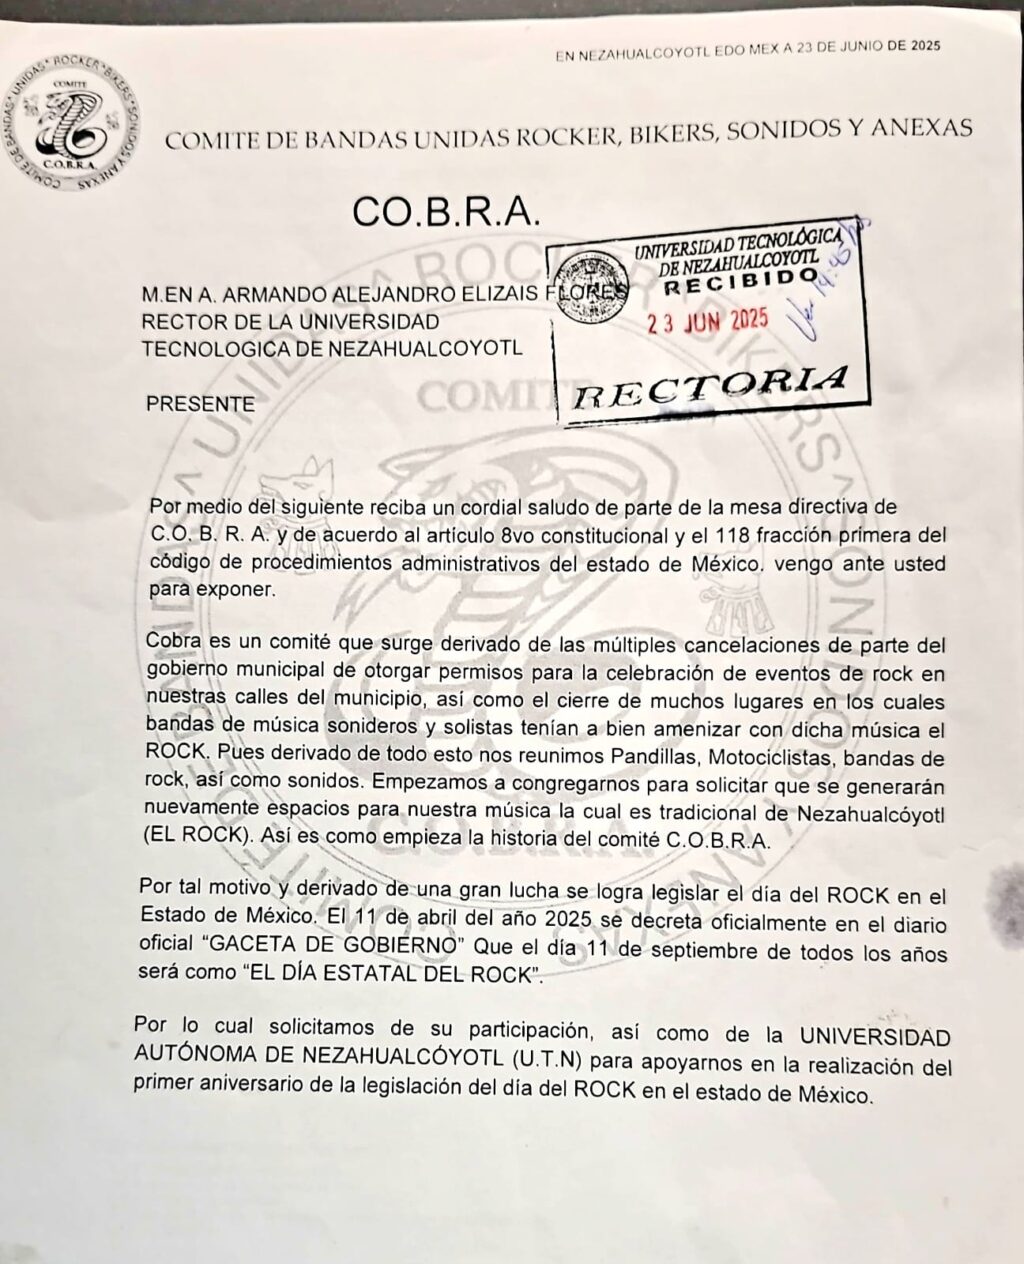 EN NEZAHUALCOYOTL EDO MEX A 23 DE JUNIO DE 2025
COMITE DE BANDAS UNIDAS* ROCKER* BIKERS* SONIDOS Y ANEXAS
COMITE
C.O.B.R.A.
COMITE DE BANDAS UNIDAS ROCKER, BIKERS, SONIDOS Y ANEXAS
CO.B.R.A.
UNIVERSIDAD TECNOLÓGICA
DE NEZAHUALCOYOTL
RECIBIDO
23 JUN 2025
RECTORIA
M.EN A. ARMANDO ALEJANDRO ELIZAIS FLORES
RECTOR DE LA UNIVERSIDAD
TECNOLOGICA DE NEZAHUALCOYOTL
PRESENTE
Por medio del siguiente reciba un cordial saludo de parte de la mesa directiva de
C.O. B. R. A. y de acuerdo al artículo 8vo constitucional y el 118 fracción primera del
código de procedimientos administrativos del estado de México. vengo ante usted
para exponer.
Cobra es un comité que surge derivado de las múltiples cancelaciones de parte del
gobierno municipal de otorgar permisos para la celebración de eventos de rock en
nuestras calles del municipio, así como el cierre de muchos lugares en los cuales
bandas de música sonideros y solistas tenían a bien amenizar con dicha música el
ROCK. Pues derivado de todo esto nos reunimos Pandillas, Motociclistas, bandas de
rock, así como sonidos. Empezamos a congregarnos para solicitar que se generarán
nuevamente espacios para nuestra música la cual es tradicional de Nezahualcóyotl
(EL ROCK). Así es como empieza la historia del comité C.O.B.R.A.
Por tal motivo y derivado de una gran lucha se logra legislar el día del ROCK en el
Estado de México. El 11 de abril del año 2025 se decreta oficialmente en el diario
oficial “GACETA DE GOBIERNO” Que el día 11 de septiembre de todos los años
será como “EL DÍA ESTATAL DEL ROCK”.
Por lo cual solicitamos de su participación, así como de la UNIVERSIDAD
AUTÓNOMA DE NEZAHUALCÓYOTL (U.T.N) para apoyarnos en la realización del
primer aniversario de la legislación del día del ROCK en el estado de México.